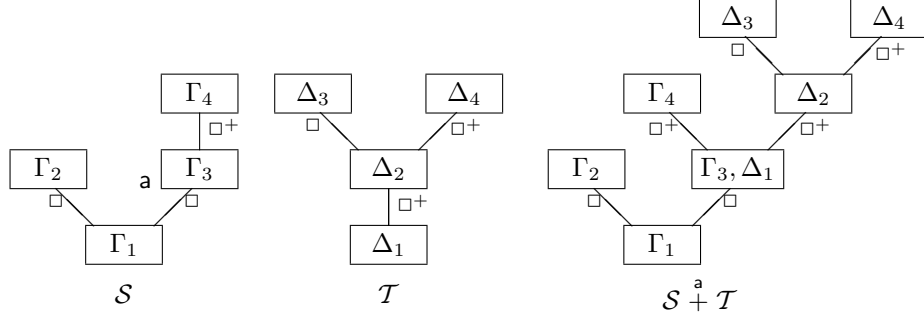 Δ₃ Δ₄
□ □⁺
Γ₄ Δ₃ Δ₄ Γ₄ Δ₂
□⁺ □ □⁺ □⁺ □⁺
Γ₂ a Γ₃ Δ₂ Γ₂ Γ₃, Δ₁
□ □ □⁺ □ □
Γ₁ Δ₁ Γ₁
a
𝒮 𝒯 𝒮 + 𝒯